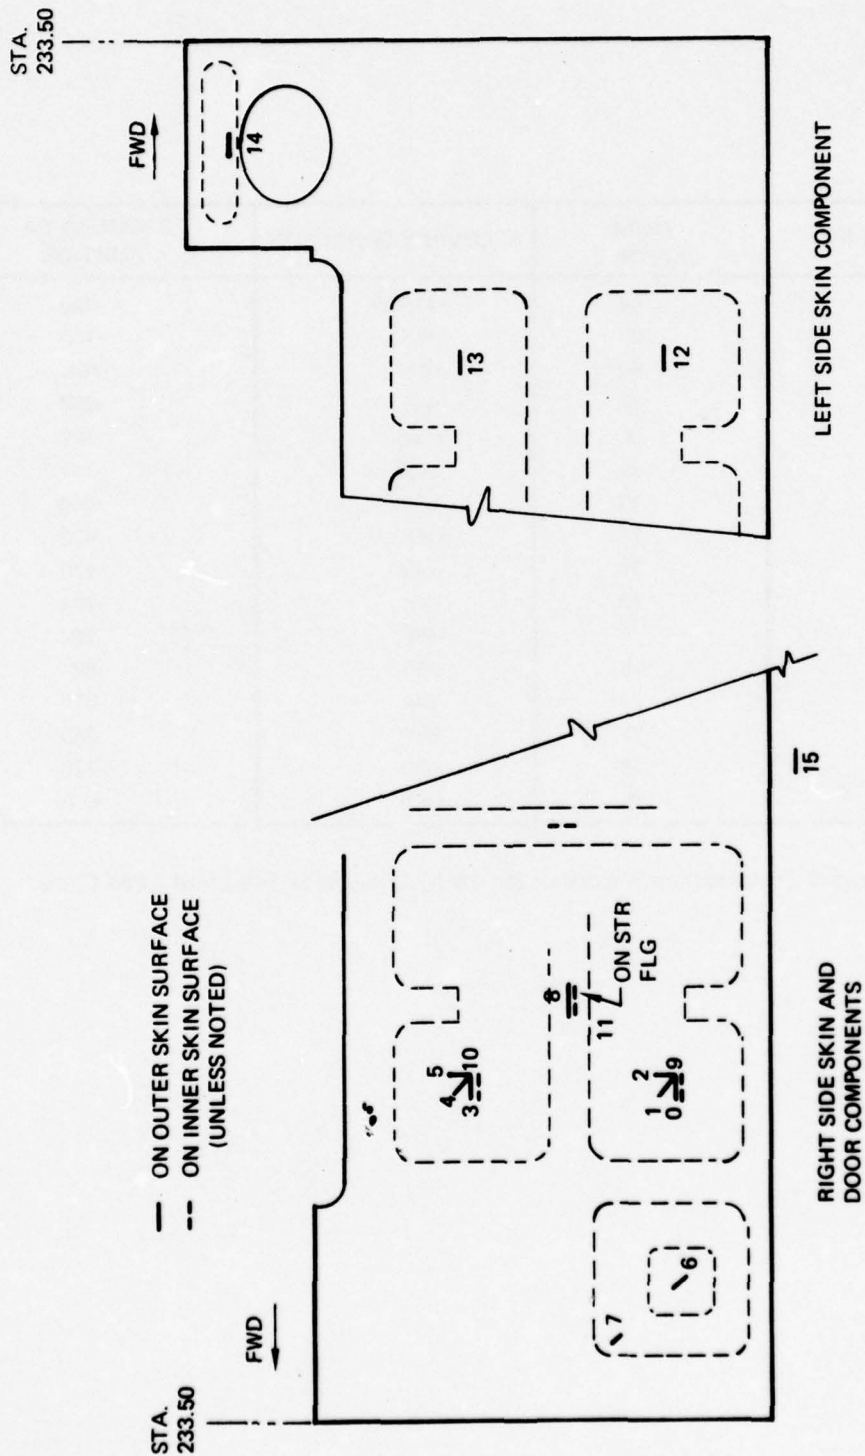 STA.
233.50
FWD
ON OUTER SKIN SURFACE
ON INNER SKIN SURFACE
(UNLESS NOTED)
7
6
4
5
3
10
1
2
0
9
8
11
ON STR
FLG
15
RIGHT SIDE SKIN AND
DOOR COMPONENTS
STA.
233.50
FWD
14
13
12
LEFT SIDE SKIN COMPONENT